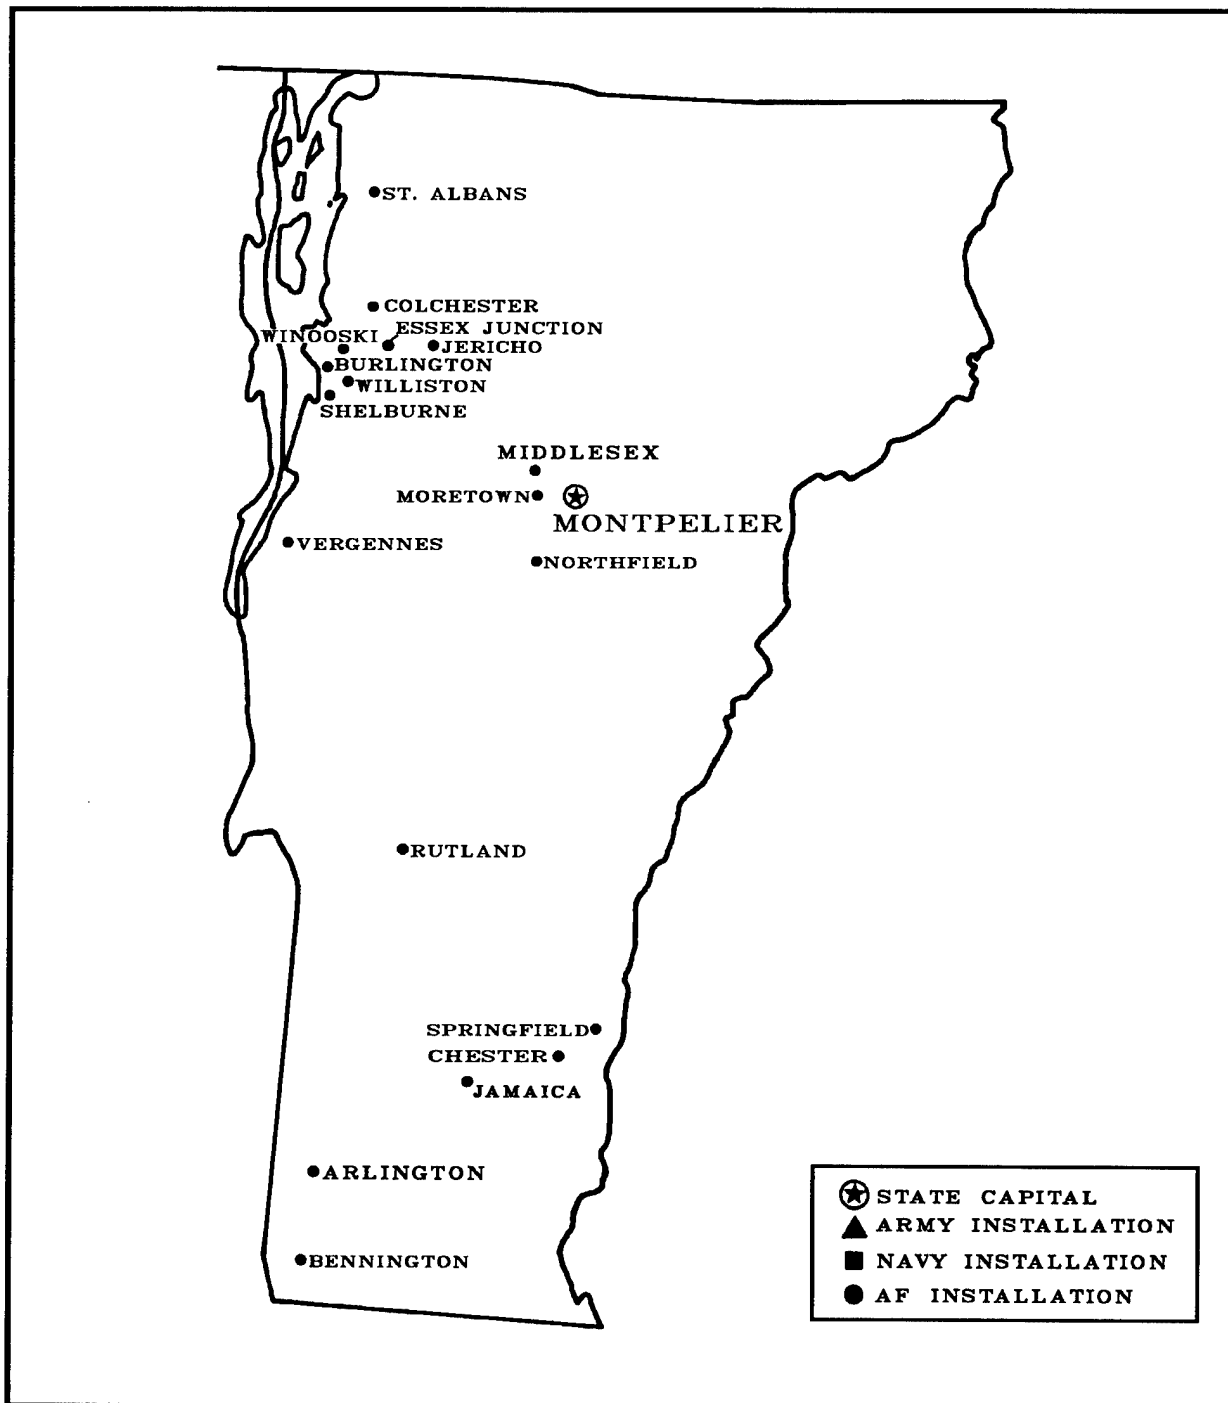 ST. ALBANS
COLCHESTER
ESSEX JUNCTION
WINOOSKI
JERICHO
BURLINGTON
WILLISTON
SHELBURNE
MIDDLESEX
MORETOWN
MONTPELIER
VERGENNES
NORTHFIELD
RUTLAND
SPRINGFIELD
CHESTER
JAMAICA
ARLINGTON
BENNINGTON
STATE CAPITAL
ARMY INSTALLATION
NAVY INSTALLATION
AF INSTALLATION